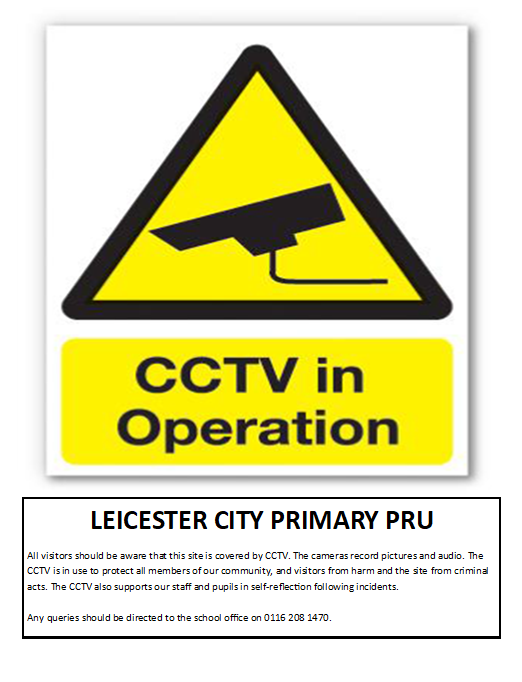 CCTV in
Operation
LEICESTER CITY PRIMARY PRU
All visitors should be aware that this site is covered by CCTV. The cameras record pictures and audio. The
CCTV is in use to protect all members of our community, and visitors from harm and the site from criminal
acts. The CCTV also supports our staff and pupils in self-reflection following incidents.
Any queries should be directed to the school office on 0116 208 1470.